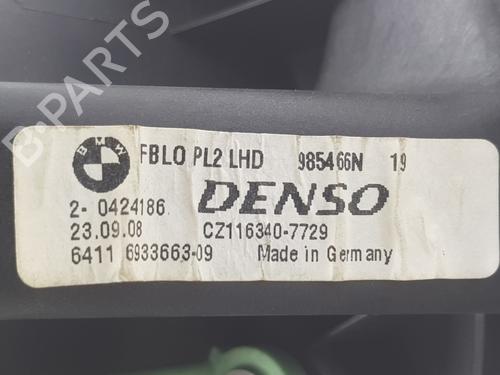 BMW FBLO PL2 LHD 985466N 19
2- 0424186 DENSO
23.09.08 CZ116340-7729
6411 6933663-09 Made in Germany
B-PARTS